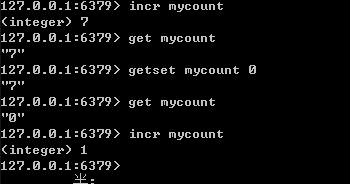 127.0.0.1:6379> incr mycount
(integer) 7
127.0.0.1:6379> get mycount
"7"
127.0.0.1:6379> getset mycount 0
"7"
127.0.0.1:6379> get mycount
"0"
127.0.0.1:6379> incr mycount
(integer) 1
127.0.0.1:6379>
半: